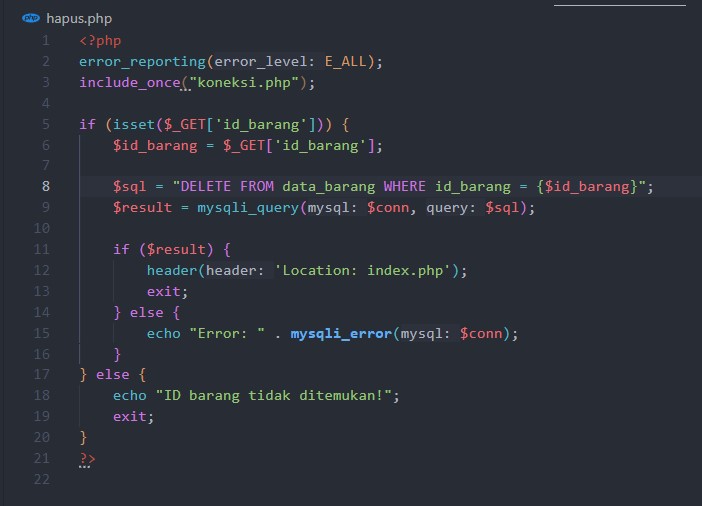 php hapus.php
1 <?php
2 error_reporting(error_level: E_ALL);
3 include_once("koneksi.php");
4
5 if (isset($_GET['id_barang'])) {
6     $id_barang = $_GET['id_barang'];
7
8     $sql = "DELETE FROM data_barang WHERE id_barang = {$id_barang}";
9     $result = mysqli_query(mysql: $conn, query: $sql);
10
11     if ($result) {
12         header(header: 'Location: index.php');
13         exit;
14     } else {
15         echo "Error: " . mysqli_error(mysql: $conn);
16     }
17 } else {
18     echo "ID barang tidak ditemukan!";
19     exit;
20 }
21 ?>
22